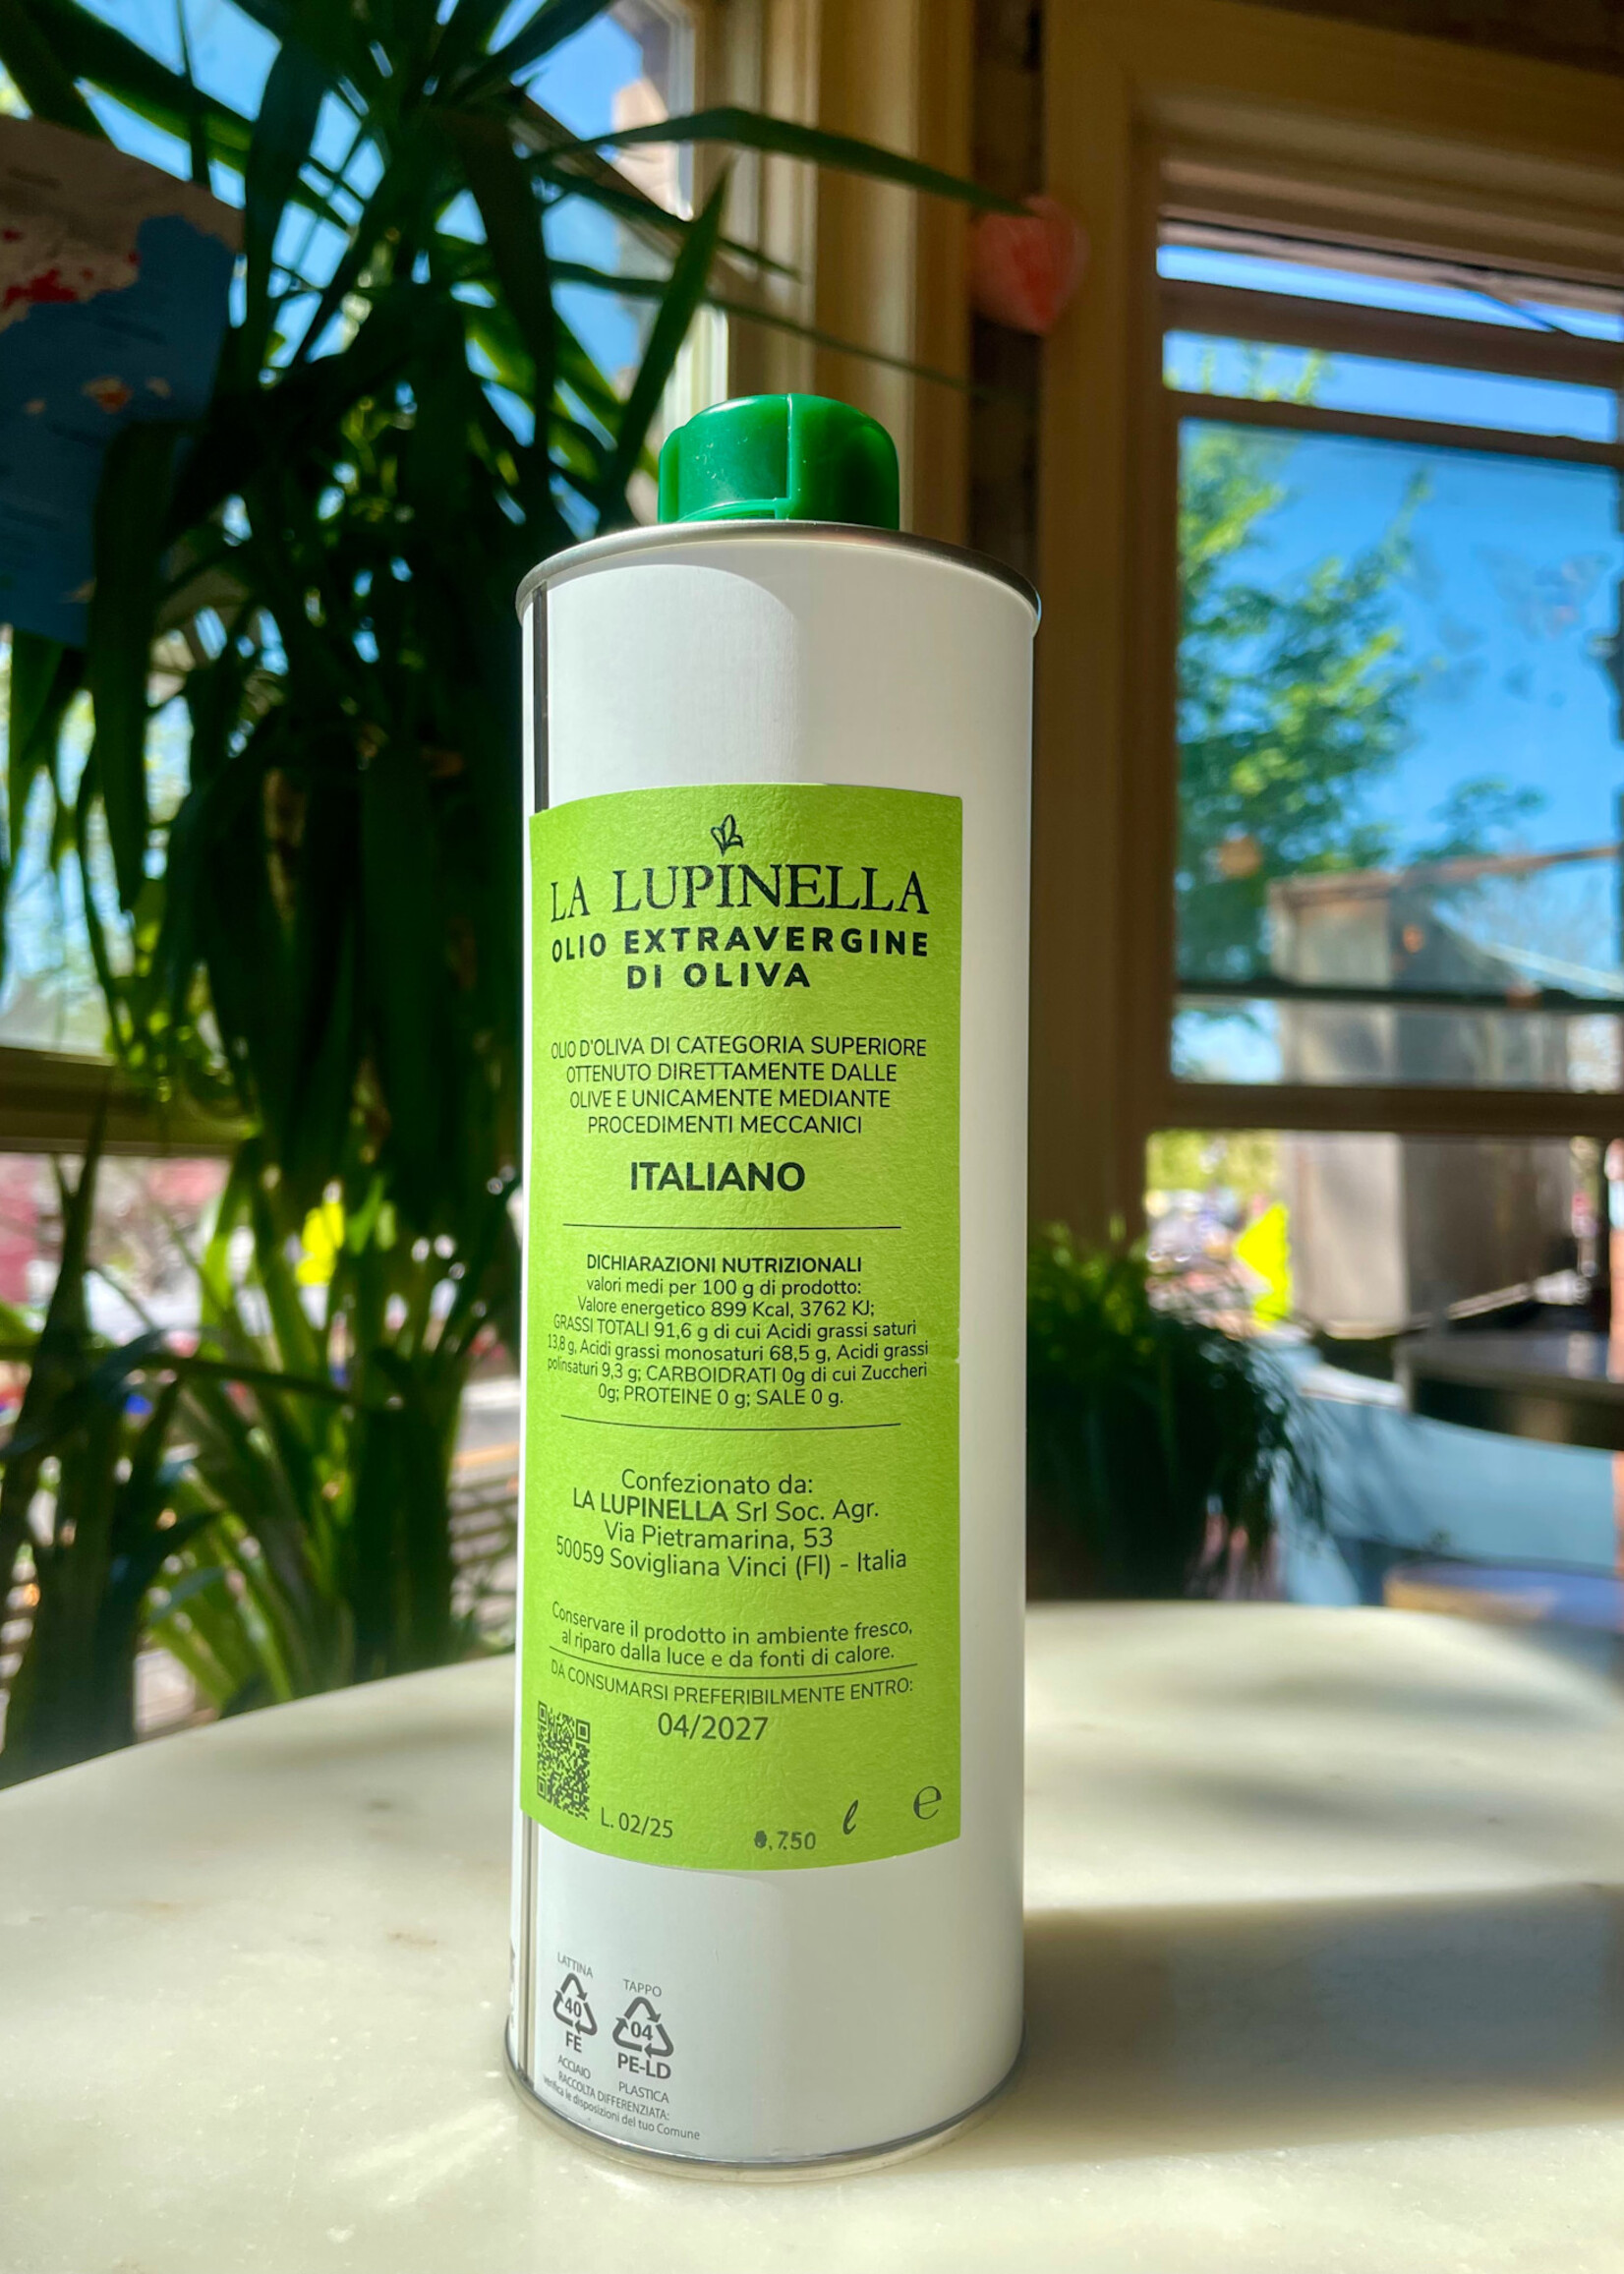 LA LUPINELLA
OLIO EXTRAVERGINE
DI OLIVA
OLIO D'OLIVA DI CATEGORIA SUPERIORE
OTTENUTO DIRETTAMENTE DALLE
OLIVE E UNICAMENTE MEDIANTE
PROCEDIMENTI MECCANICI
ITALIANO
DICHIARAZIONI NUTRIZIONALI
valori medi per 100 g di prodotto:
Valore energetico 899 Kcal, 3762 KJ;
GRASSI TOTALI 91,6 g di cui Acidi grassi saturi
13,8 g, Acidi grassi monosaturi 68,5 g, Acidi grassi
polinsaturi 9,3 g; CARBOIDRATI 0g di cui Zuccheri
0g; PROTEINE 0 g; SALE 0 g.
Confezionato da:
LA LUPINELLA Srl Soc. Agr.
Via Pietramarina, 53
50059 Sovigliana Vinci (FI) - Italia
Conservare il prodotto in ambiente fresco,
al riparo dalla luce e da fonti di calore.
DA CONSUMARSI PREFERIBILMENTE ENTRO:
04/2027
L. 02/25
0,750 ℓ ℮
LATTINA
40
FE
ACCIAIO
TAPPO
04
PE-LD
PLASTICA
RACCOLTA DIFFERENZIATA:
verifica le disposizioni del tuo Comune